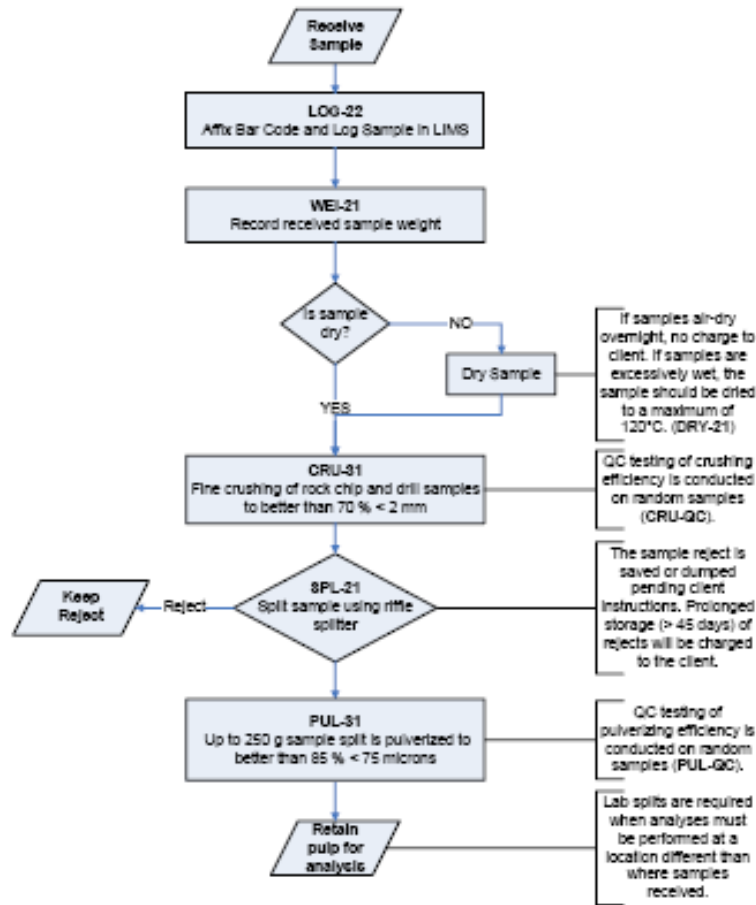 Receive
Sample
LOG-22
Affix Bar Code and Log Sample in LIMS
WEI-21
Record received sample weight
Is sample
dry?
NO
Dry Sample
If samples air-dry
overnight, no charge to
client. If samples are
excessively wet, the
sample should be dried
to a maximum of
120°C. (DRY-21)
YES
CRU-31
Fine crushing of rock chip and drill samples
to better than 70 % < 2 mm
QC testing of crushing
efficiency is conducted
on random samples
(CRU-QC).
Keep
Reject
Reject
SPL-21
Split sample using riffle
splitter
The sample reject is
saved or dumped
pending client
instructions. Prolonged
storage (> 45 days) of
rejects will be charged
to the client.
PUL-31
Up to 250 g sample split is pulverized to
better than 85 % < 75 microns
QC testing of
pulverizing efficiency is
conducted on random
samples (PUL-QC).
Retain
pulp for
analysis
Lab splits are required
when analyses must
be performed at a
location different than
where samples
received.